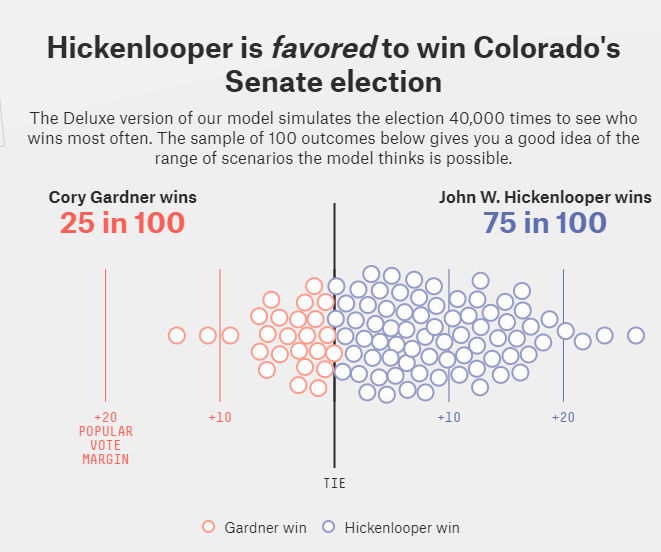 Hickenlooper is favored to win Colorado's
Senate election
The Deluxe version of our model simulates the election 40,000 times to see who
wins most often. The sample of 100 outcomes below gives you a good idea of the
range of scenarios the model thinks is possible.
Cory Gardner wins
25 in 100
John W. Hickenlooper wins
75 in 100
+20
POPULAR
VOTE
MARGIN
+10
+10
+20
TIE
Gardner win
Hickenlooper win